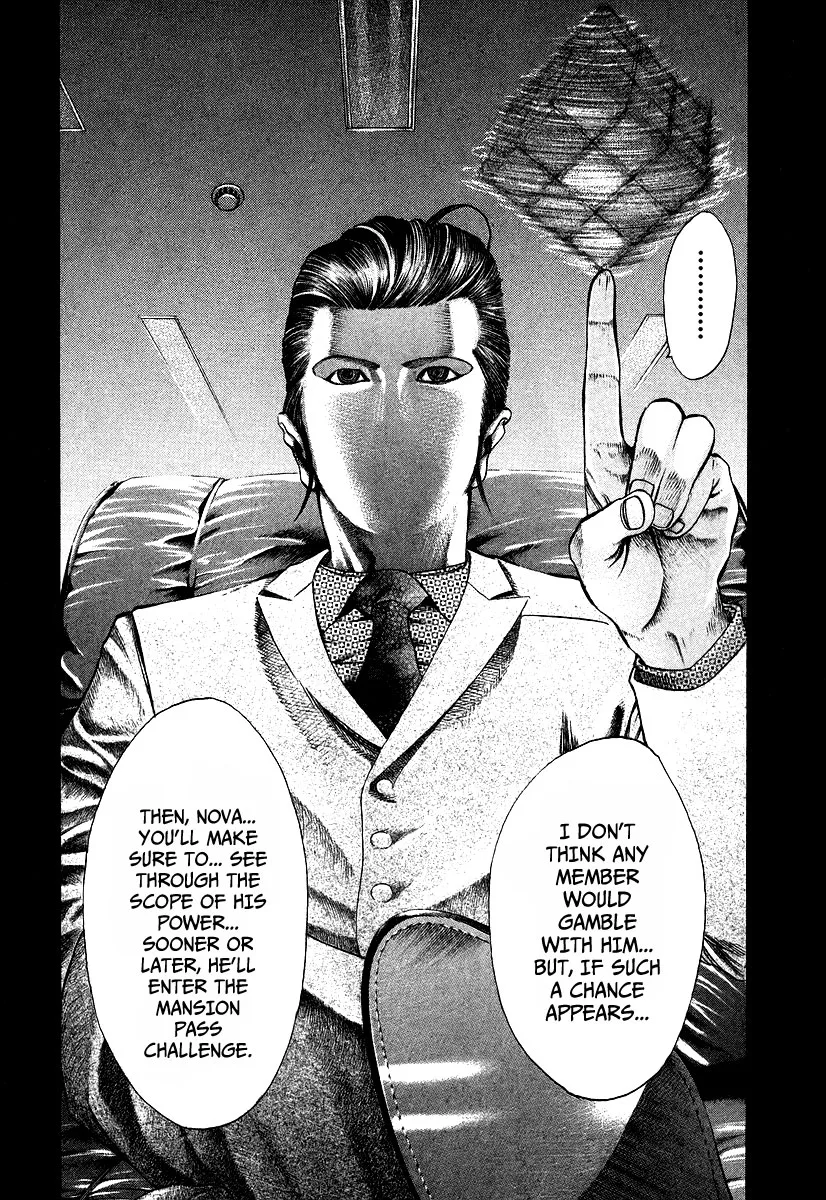 .........
I DON'T
THINK ANY
MEMBER
WOULD
GAMBLE
WITH HIM...
BUT, IF SUCH
A CHANCE
APPEARS...
THEN, NOVA...
YOU'LL MAKE
SURE TO... SEE
THROUGH THE
SCOPE OF HIS
POWER...
SOONER OR
LATER, HE'LL
ENTER THE
MANSION
PASS
CHALLENGE.